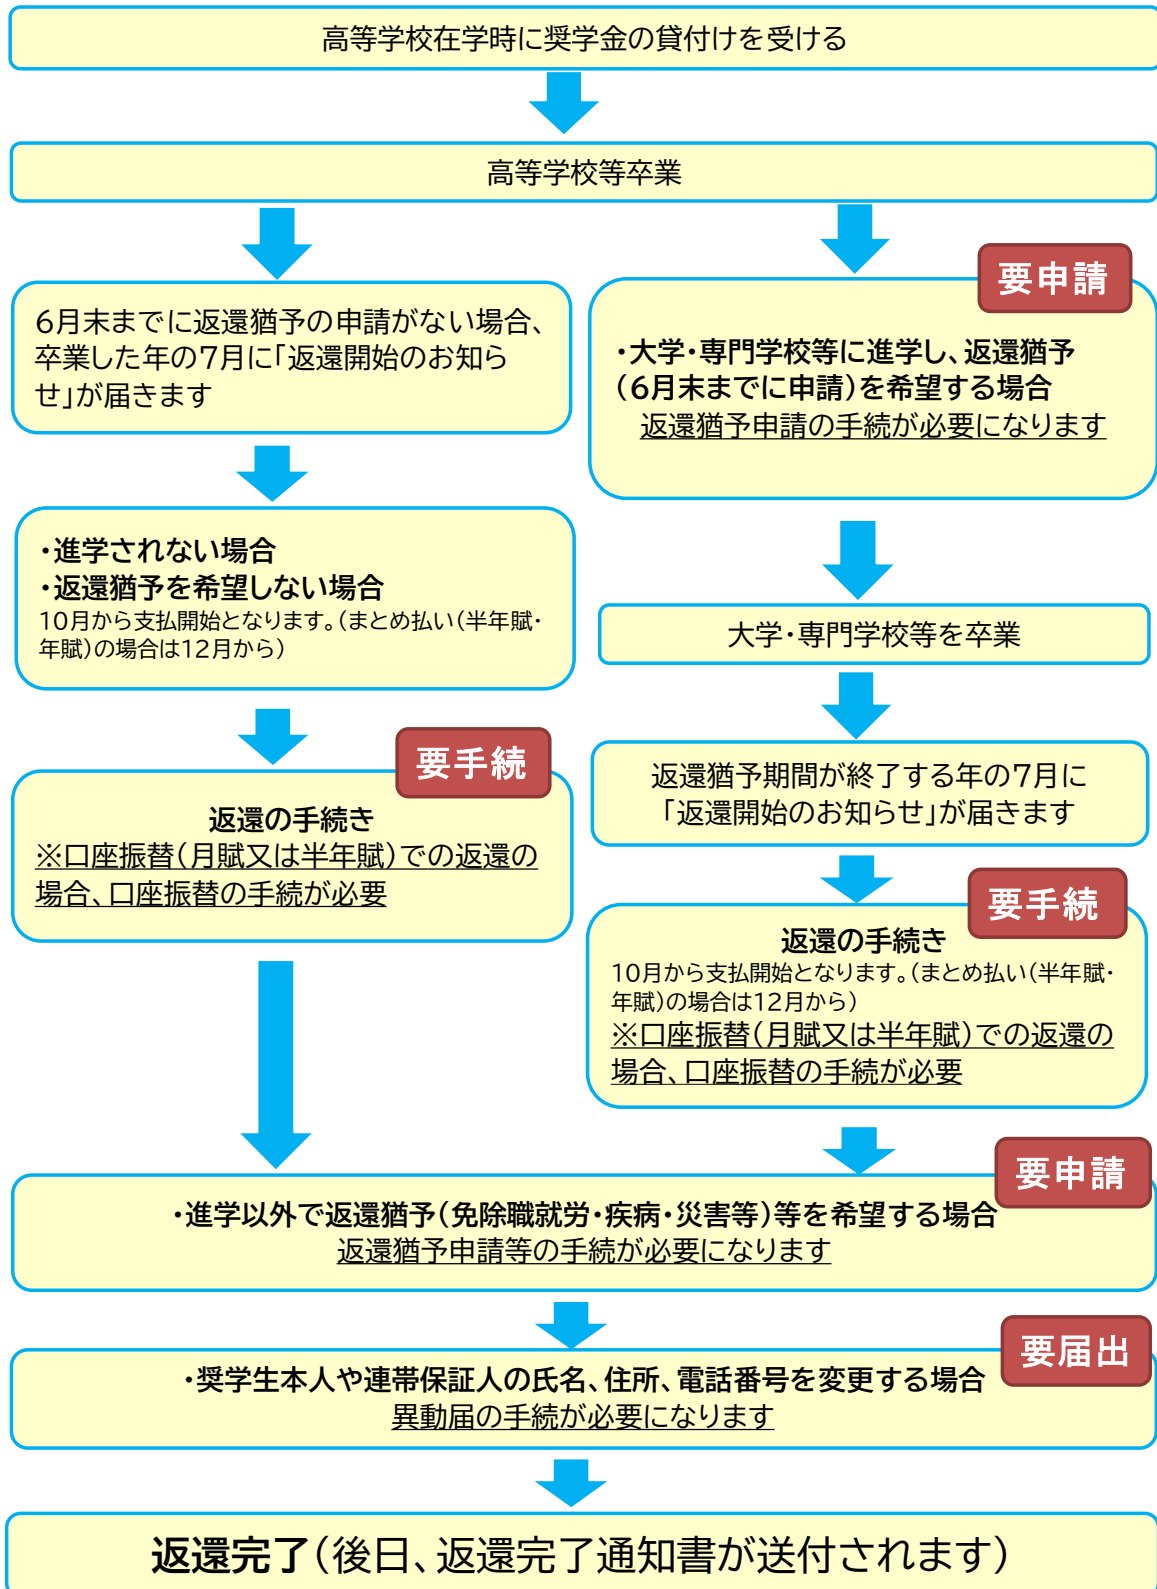 高等学校在学時に奨学金の貸付けを受ける
高等学校等卒業
6月末までに返還猶予の申請がない場合、
卒業した年の7月に「返還開始のお知ら
せ」が届きます
・進学されない場合
・返還猶予を希望しない場合
10月から支払開始となります。(まとめ払い(半年賦・
年賦)の場合は12月から)
要手続
返還の手続き
※口座振替(月賦又は半年賦)での返還の
場合、口座振替の手続が必要
要申請
・大学・専門学校等に進学し、返還猶予
(6月末までに申請)を希望する場合
返還猶予申請の手続が必要になります
大学・専門学校等を卒業
返還猶予期間が終了する年の7月に
「返還開始のお知らせ」が届きます
要手続
返還の手続き
10月から支払開始となります。(まとめ払い(半年賦・
年賦)の場合は12月から)
※口座振替(月賦又は半年賦)での返還の
場合、口座振替の手続が必要
要申請
・進学以外で返還猶予(免除職就労・疾病・災害等)等を希望する場合
返還猶予申請等の手続が必要になります
要届出
・奨学生本人や連帯保証人の氏名、住所、電話番号を変更する場合
異動届の手続が必要になります
返還完了(後日、返還完了通知書が送付されます)